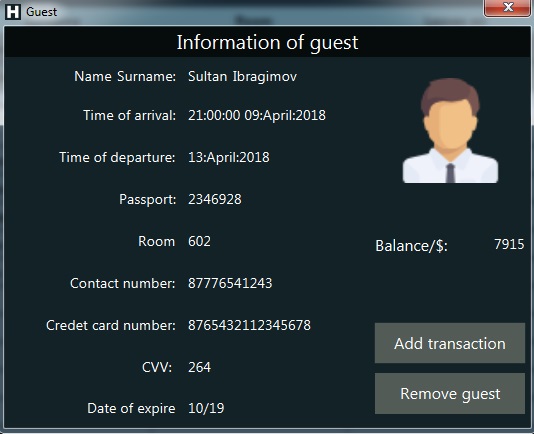 H Guest
Information of guest
Name Surname: Sultan Ibragimov
Time of arrival: 21:00:00 09:April:2018
Time of departure: 13:April:2018
Passport: 2346928
Room 602
Balance/$: 7915
Contact number: 87776541243
Credet card number: 8765432112345678
Add transaction
CVV: 264
Remove guest
Date of expire 10/19